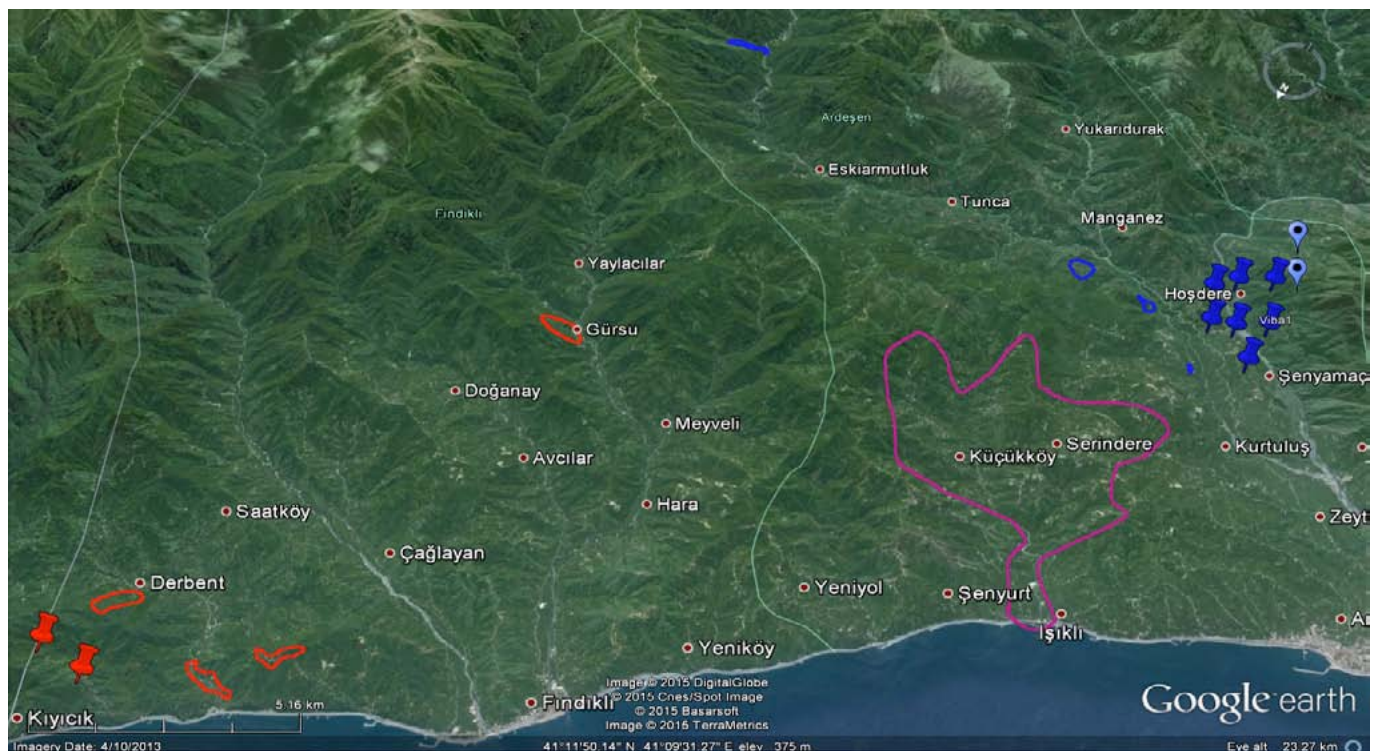 Ardeşen
Yukarıdurak
Eskiarmutluk
Tunca
Fındıklı
Manganez
Yaylacılar
Hoşdere
Viba1
Gürsu
Şenyamaç
Doğanay
Meyveli
Serindere
Kurtuluş
Küçükköy
Avcılar
Hara
Saatköy
Zeyt
Çağlayan
Derbent
Yeniyol
Şenyurt
Işıklı
Ar
Yeniköy
Image © 2015 DigitalGlobe
© 2015 Cnes/Spot Image
© 2015 Basarsoft
Image © 2015 TerraMetrics
Fındıklı
5.16 km
Kıyıcık
Google earth
N
Imagery Date: 4/10/2013
41°11'50.14" N 41°09'31.27" E elev 375 m
Eye alt 23.27 km